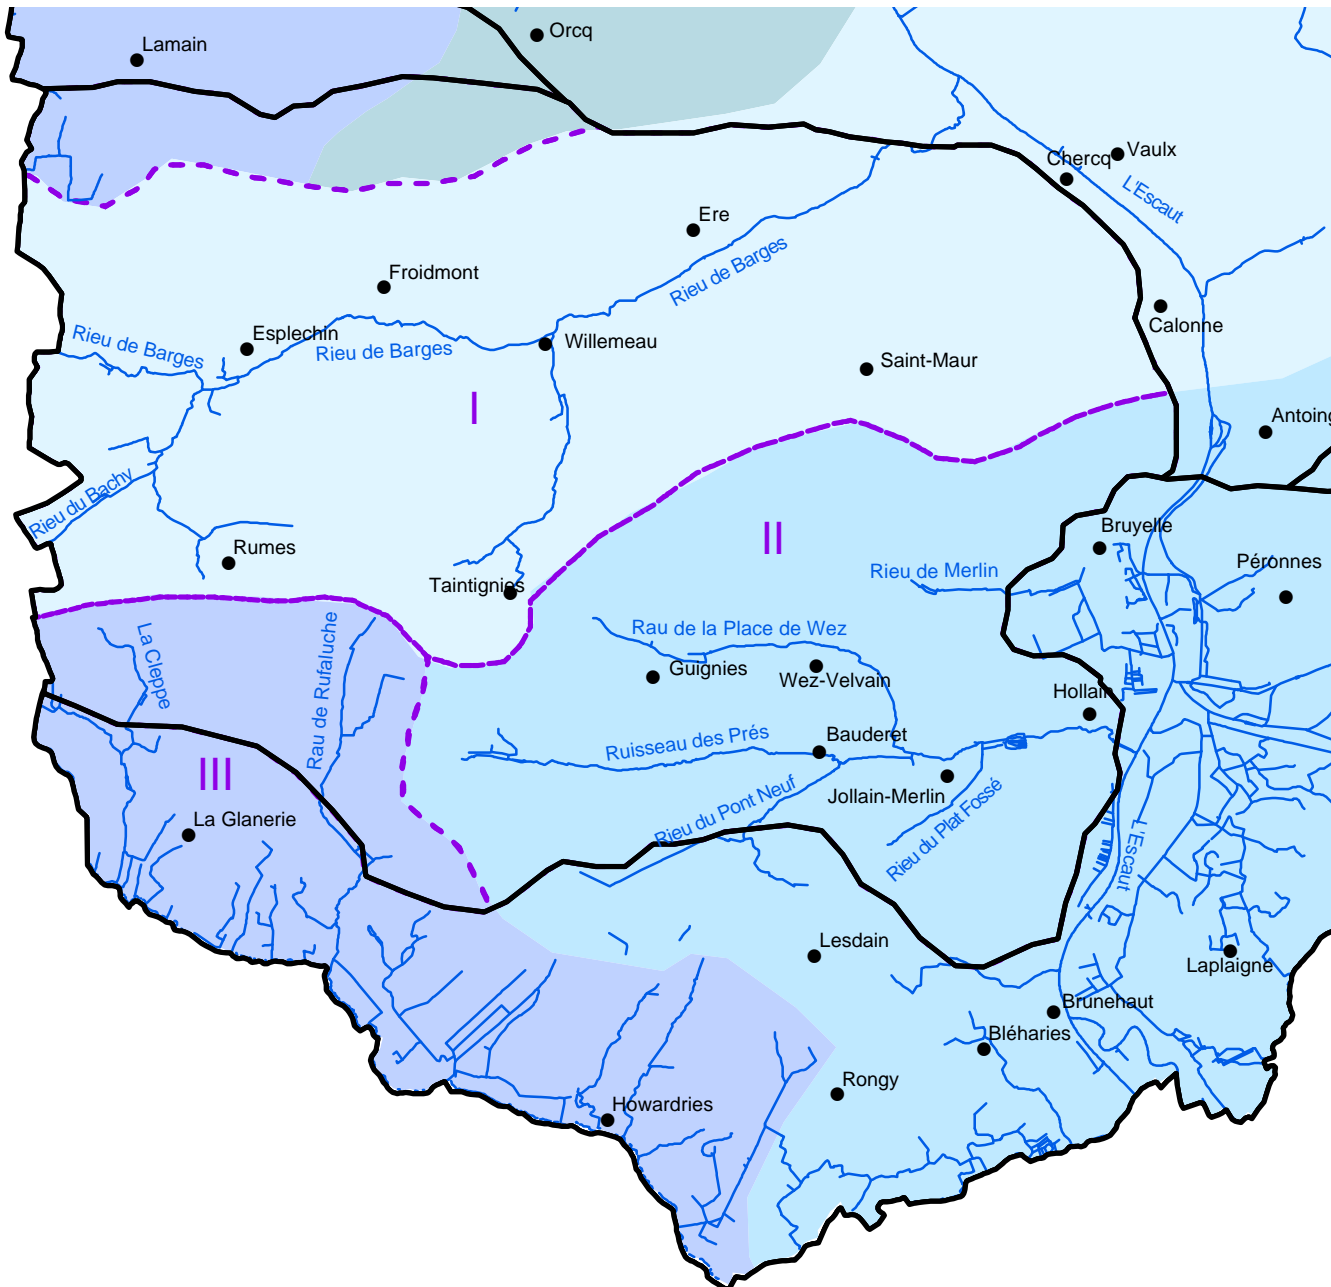 Orcq
Lamain
Vaulx
Chercq
L'Escaut
Ere
Rieu de Barges
Froidmont
Calonne
Esplechin
Rieu de Barges
Rieu de Barges
Willemeau
Saint-Maur
I
Antoing
Rieu du Bachy
II
Bruyelle
Rumes
Rieu de Merlin
Péronnes
Taintignies
La Cleppe
Rau de Rufaluche
Rau de la Place de Wez
Guignies
Wez-Velvain
Hollain
Ruisseau des Prés
Bauderet
III
Jollain-Merlin
La Glanerie
Rieu du Pont Neuf
Rieu du Plat Fossé
L'Escaut
Lesdain
Laplaigne
Brunehaut
Bléharies
Rongy
Howardries